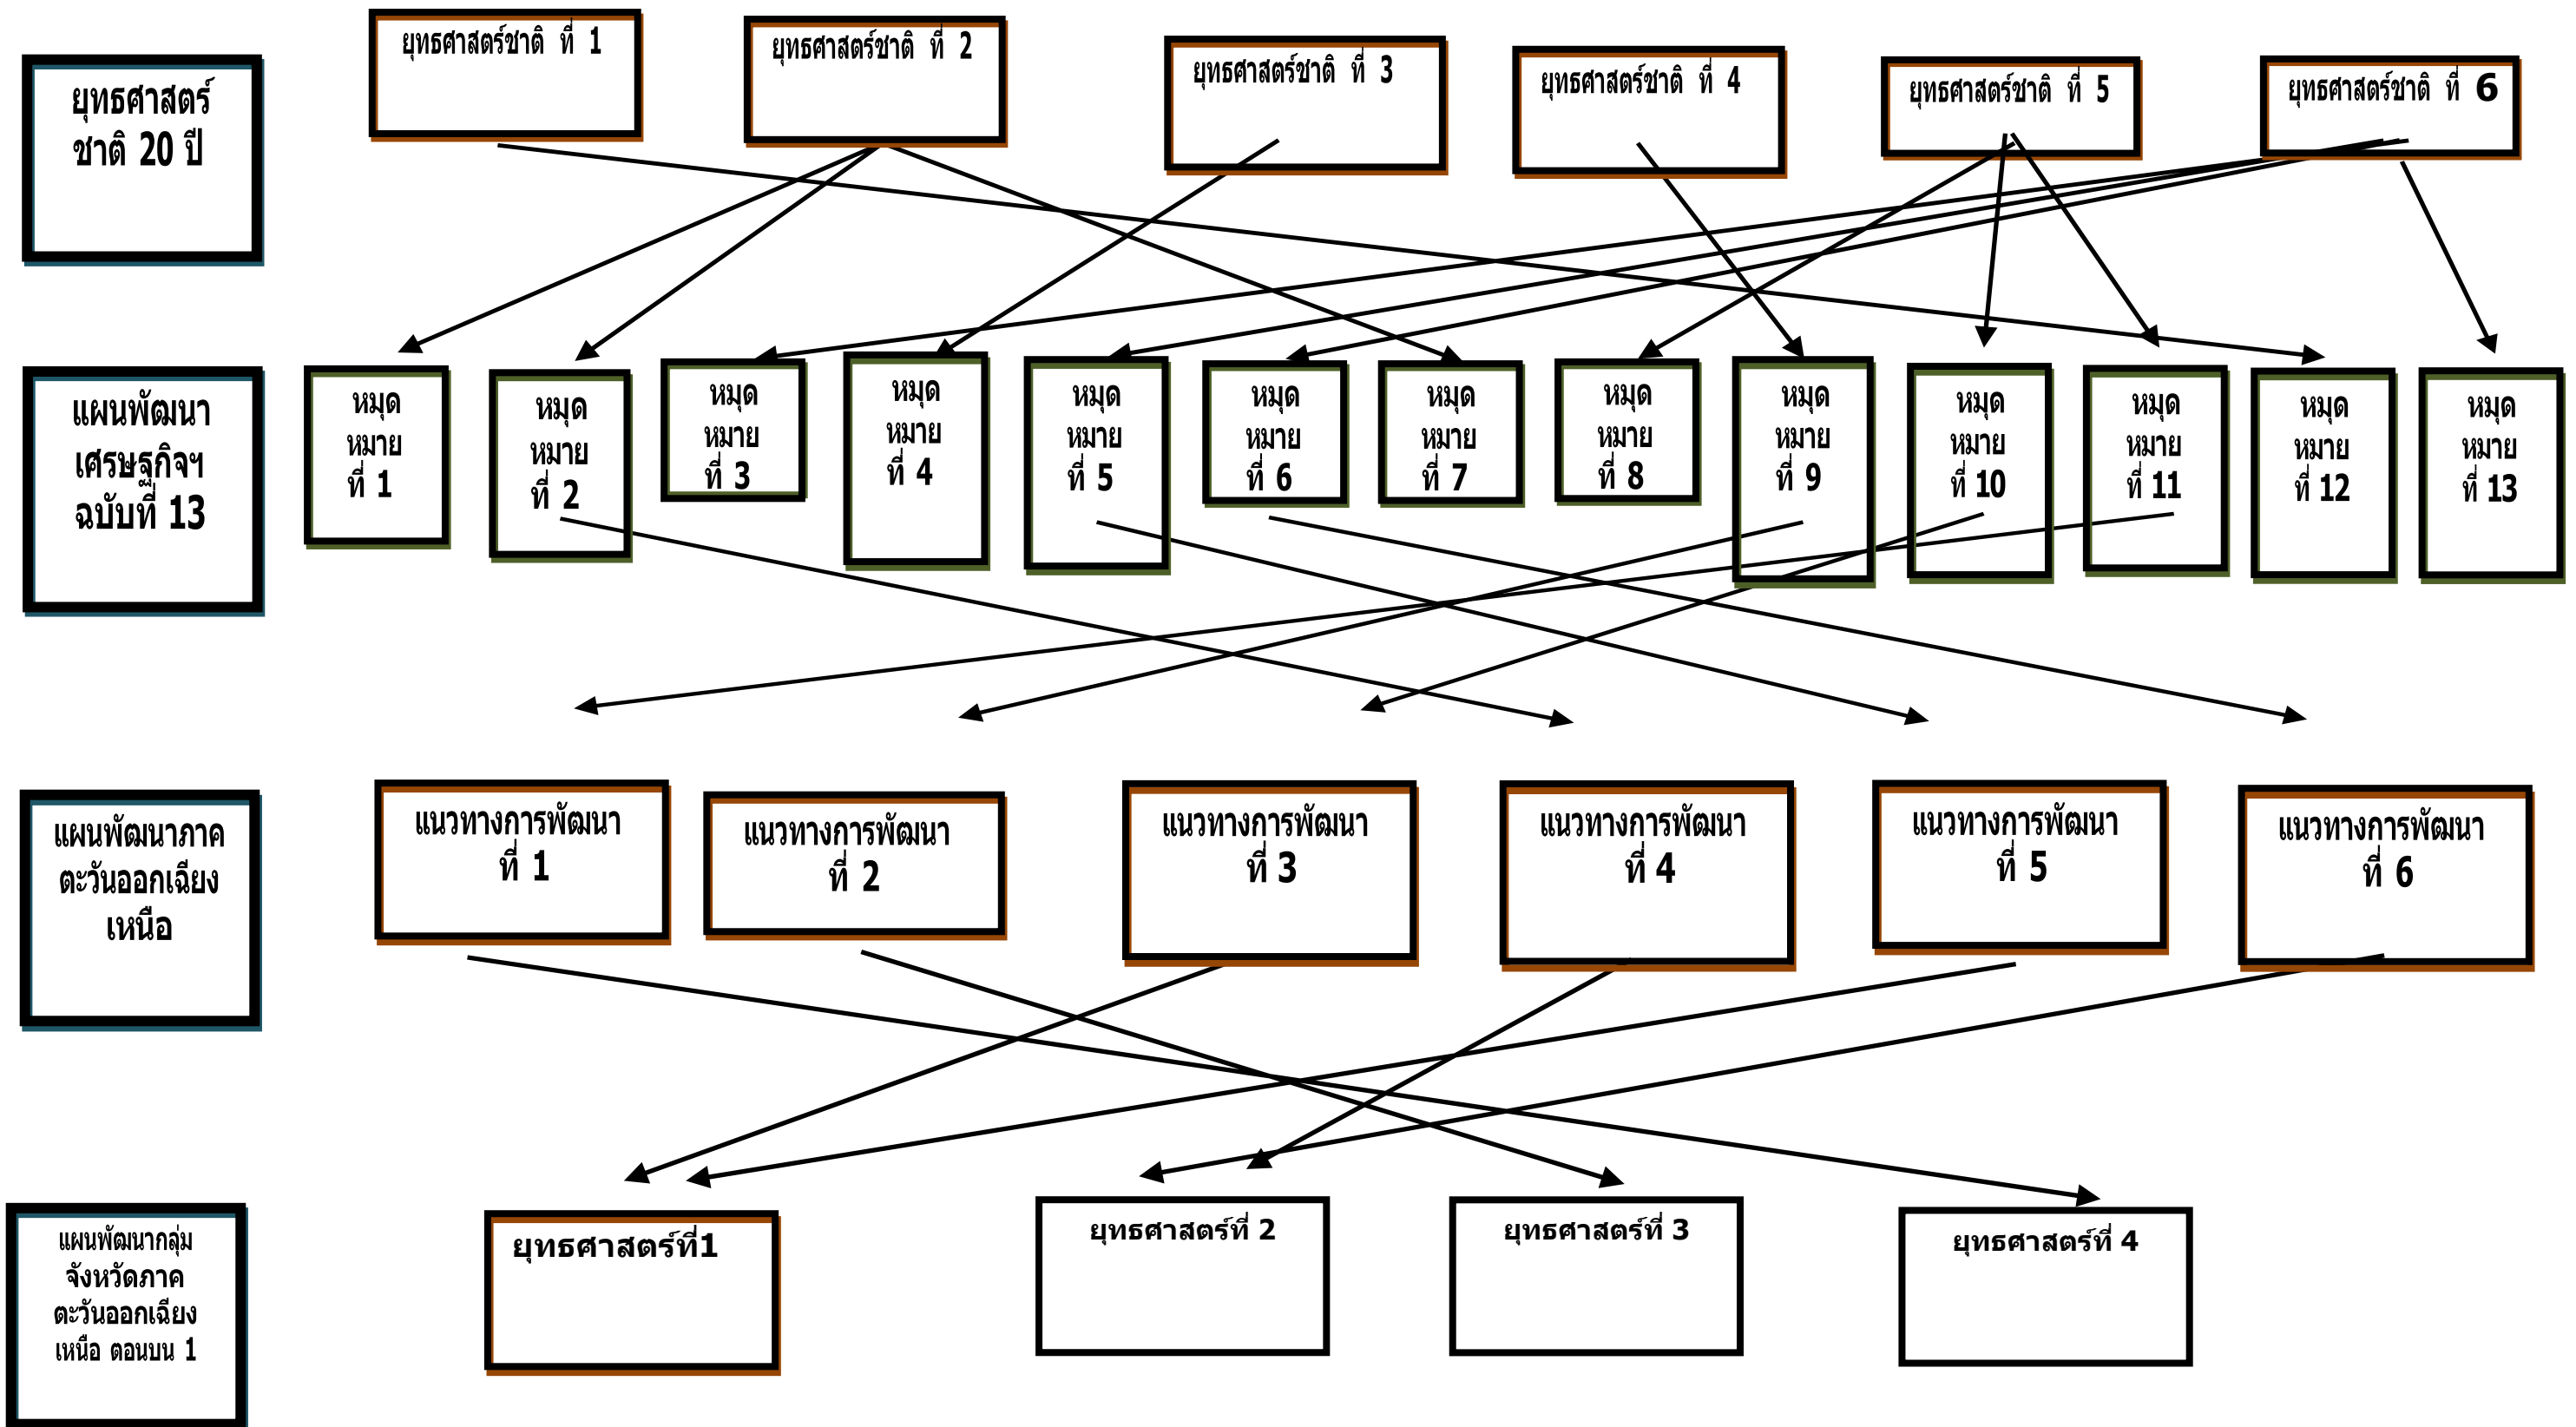 ยุทธศาสตร์
ชาติ 20 ปี
ยุทธศาสตร์ชาติ ที่ 1
ยุทธศาสตร์ชาติ ที่ 2
ยุทธศาสตร์ชาติ ที่ 3
ยุทธศาสตร์ชาติ ที่ 4
ยุทธศาสตร์ชาติ ที่ 5
ยุทธศาสตร์ชาติ ที่ 6
แผนพัฒนา
เศรษฐกิจฯ
ฉบับที่ 13
หมุด
หมาย
ที่ 1
หมุด
หมาย
ที่ 2
หมุด
หมาย
ที่ 3
หมุด
หมาย
ที่ 4
หมุด
หมาย
ที่ 5
หมุด
หมาย
ที่ 6
หมุด
หมาย
ที่ 7
หมุด
หมาย
ที่ 8
หมุด
หมาย
ที่ 9
หมุด
หมาย
ที่ 10
หมุด
หมาย
ที่ 11
หมุด
หมาย
ที่ 12
หมุด
หมาย
ที่ 13
แผนพัฒนาภาค
ตะวันออกเฉียง
เหนือ
แนวทางการพัฒนา
ที่ 1
แนวทางการพัฒนา
ที่ 2
แนวทางการพัฒนา
ที่ 3
แนวทางการพัฒนา
ที่ 4
แนวทางการพัฒนา
ที่ 5
แนวทางการพัฒนา
ที่ 6
แผนพัฒนากลุ่ม
จังหวัดภาค
ตะวันออกเฉียง
เหนือ ตอนบน 1
ยุทธศาสตร์ที่1
ยุทธศาสตร์ที่ 2
ยุทธศาสตร์ที่ 3
ยุทธศาสตร์ที่ 4